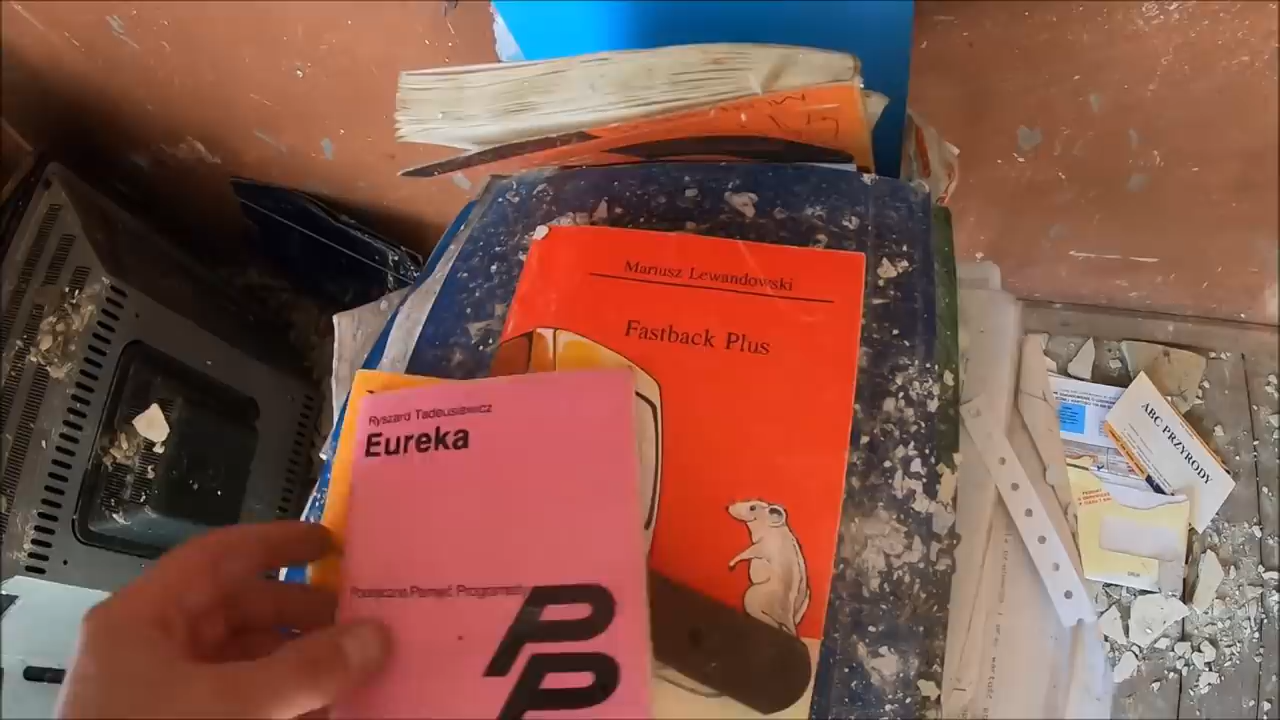 Mariusz Lewandowski
Fastback Plus
Ryszard Tadeusiewicz
Eureka
Podręczna Pamięć Programisty
PP
ABC PRZYRODY